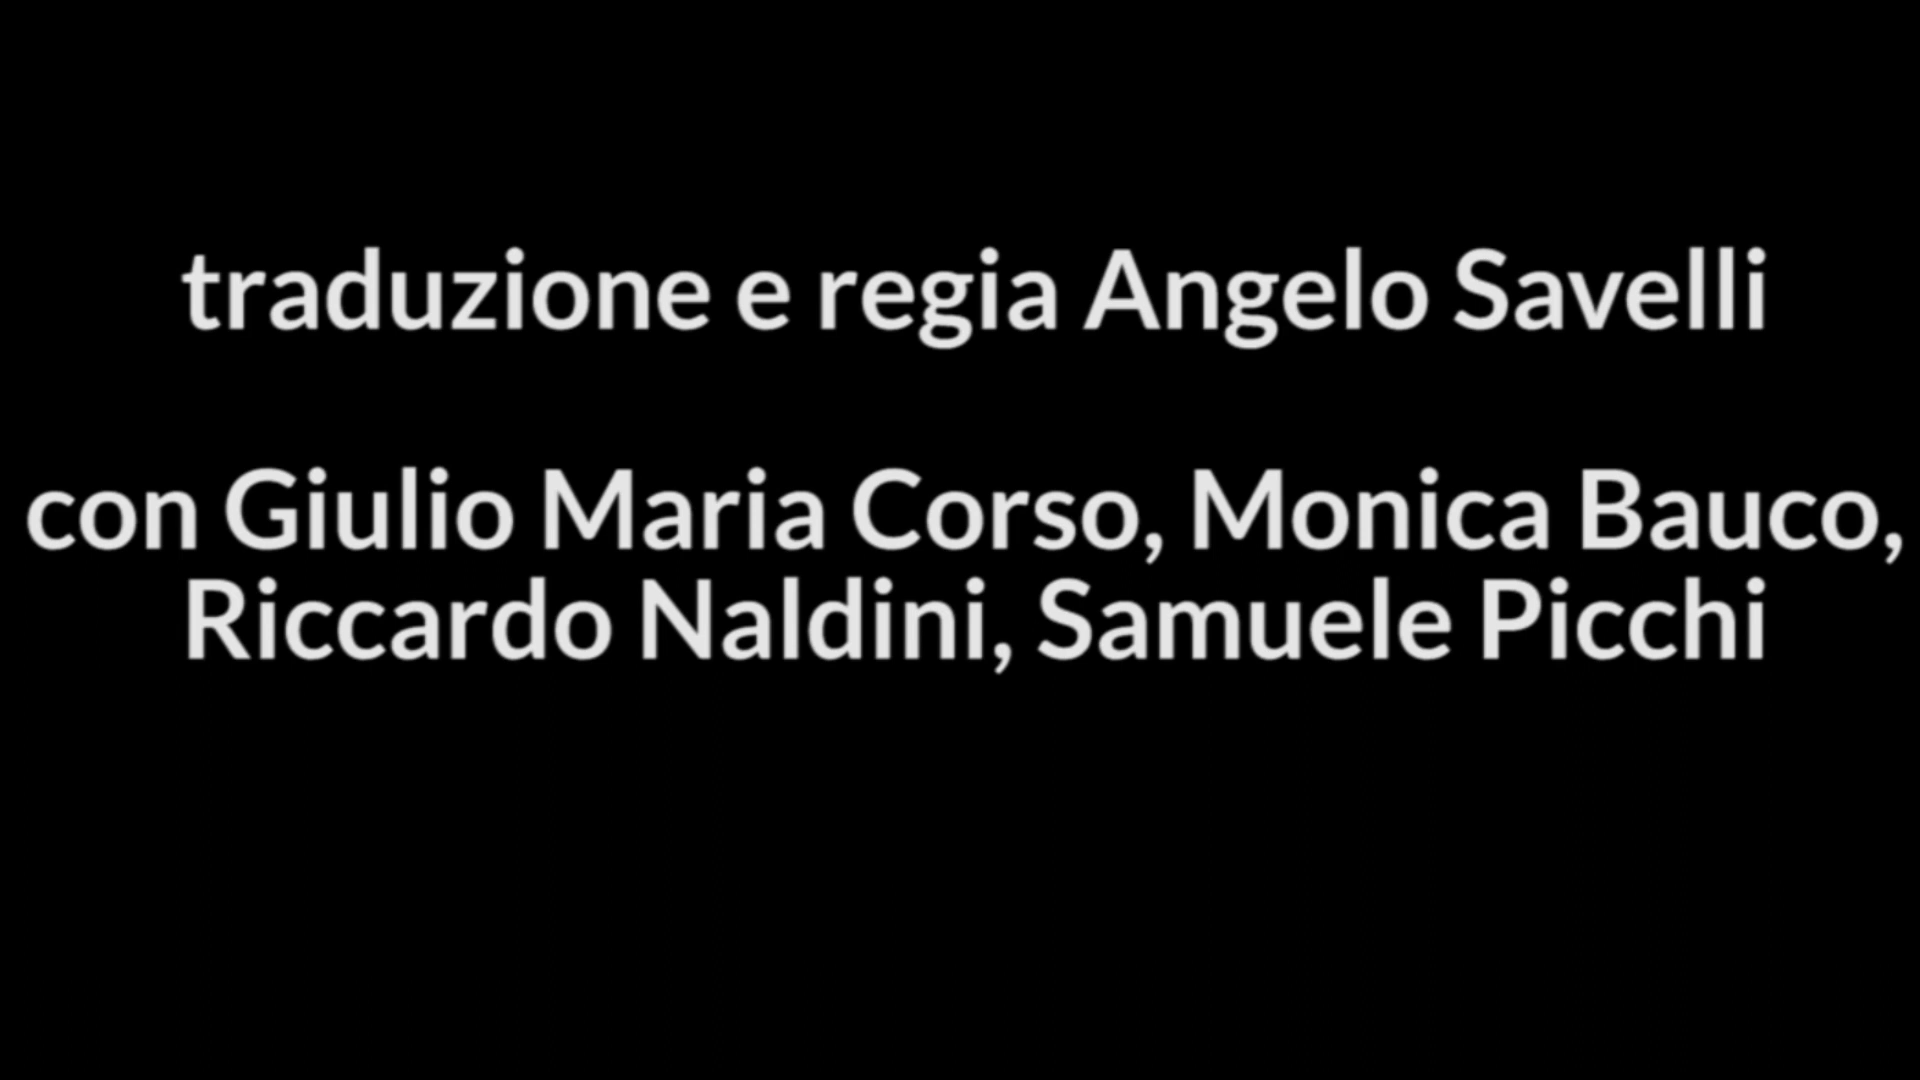 traduzione e regia Angelo Savelli
con Giulio Maria Corso, Monica Bauco,
Riccardo Naldini, Samuele Picchi